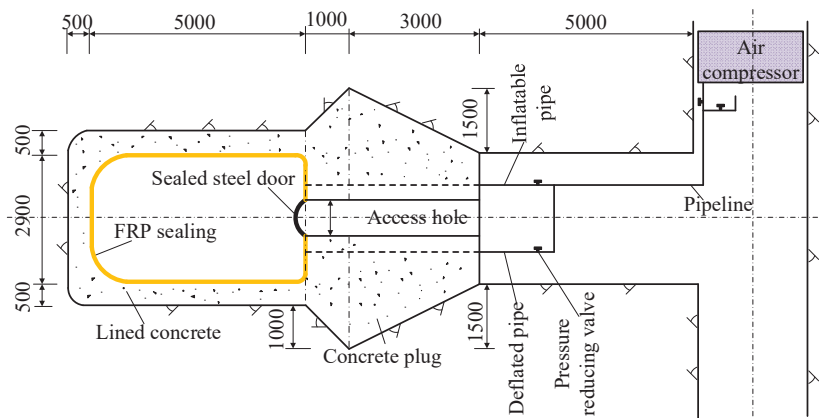 500
5000
1000
3000
5000
Air
compressor
1500
Inflatable
pipe
500
Sealed steel door
2900
Access hole
Pipeline
FRP sealing
500
Lined concrete
1000
Concrete plug
1500
Deflated pipe
Pressure
reducing valve